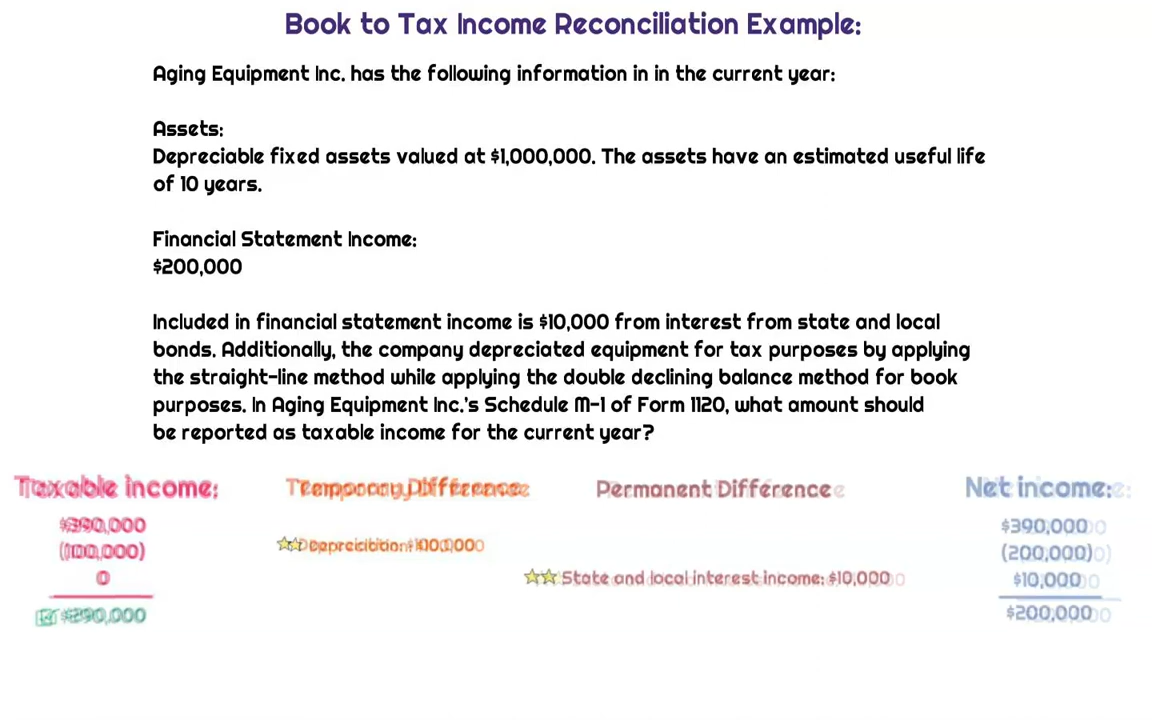 Book to Tax Income Reconciliation Example:
Aging Equipment Inc. has the following information in in the current year:
Assets:
Depreciable fixed assets valued at $1,000,000. The assets have an estimated useful life
of 10 years.
Financial Statement Income:
$200,000
Included in financial statement income is $10,000 from interest from state and local
bonds. Additionally, the company depreciated equipment for tax purposes by applying
the straight-line method while applying the double declining balance method for book
purposes. In Aging Equipment Inc.'s Schedule M-1 of Form 1120, what amount should
be reported as taxable income for the current year?
Taxable income: Temporary Difference Permanent Difference Net income:
$390,000 $390,000
(100,000) Depreciation: $100,000 (200,000)
0 State and local interest income: $10,000 $10,000
$290,000 $200,000